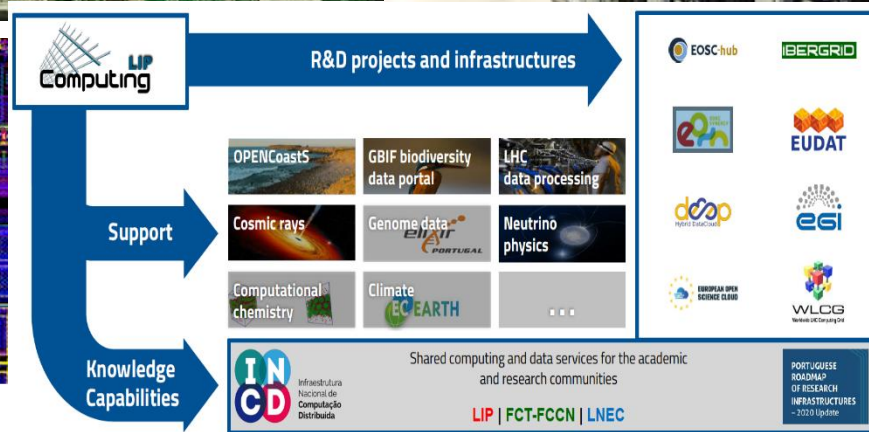 LIP
Computing
R&D projects and infrastructures
EOSC-hub
IBERGRID
EUDAT
deep
Hybrid DataCloud
egi
EUROPEAN OPEN
SCIENCE CLOUD
WLCG
Worldwide LHC Computing Grid
Support
OPENCoastS
GBIF biodiversity
data portal
LHC
data processing
Cosmic rays
Genome data
elixir
PORTUGAL
Neutrino
physics
Computational
chemistry
Climate
EC EARTH
...
Knowledge
Capabilities
INCD
Infraestrutura
Nacional de
Computação
Distribuída
Shared computing and data services for the academic
and research communities
LIP | FCT-FCCN | LNEC
PORTUGUESE
ROADMAP
OF RESEARCH
INFRASTRUCTURES
– 2020 Update